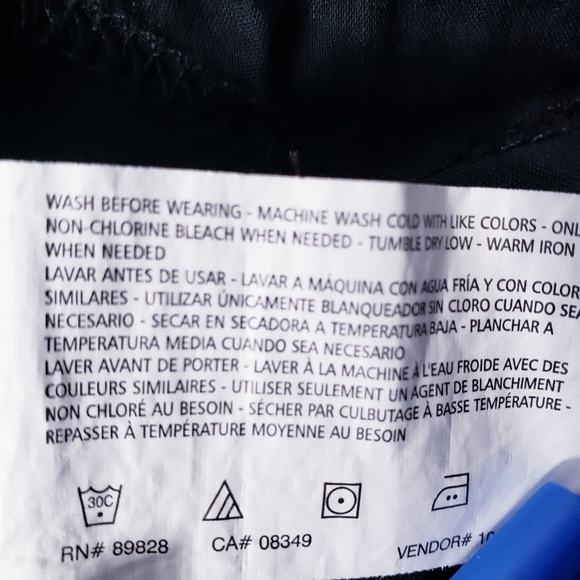 WASH BEFORE WEARING - MACHINE WASH COLD WITH LIKE COLORS -
NON-CHLORINE BLEACH WHEN NEEDED - TUMBLE DRY LOW - WARM IRON
WHEN NEEDED
LAVAR ANTES DE USAR - LAVAR A MÁQUINA CON AGUA FRÍA Y CON
SIMILARES - UTILIZAR ÚNICAMENTE BLANQUEADOR SIN CLORO CUANDO SEA
NECESARIO - SECAR EN SECADORA A TEMPERATURA BAJA - PLANCHAR A
TEMPERATURA MEDIA CUANDO SEA NECESARIO
LAVER AVANT DE PORTER - LAVER À LA MACHINE À L'EAU FROIDE AVEC DES
COULEURS SIMILAIRES - UTILISER SEULEMENT UN AGENT DE BLANCHIMENT
NON CHLORÉ AU BESOIN - SÉCHER PAR CULBUTAGE À BASSE TEMPÉRATURE -
REPASSER À TEMPÉRATURE MOYENNE AU BESOIN
30C
RN# 89828 CA# 08349 VENDOR#